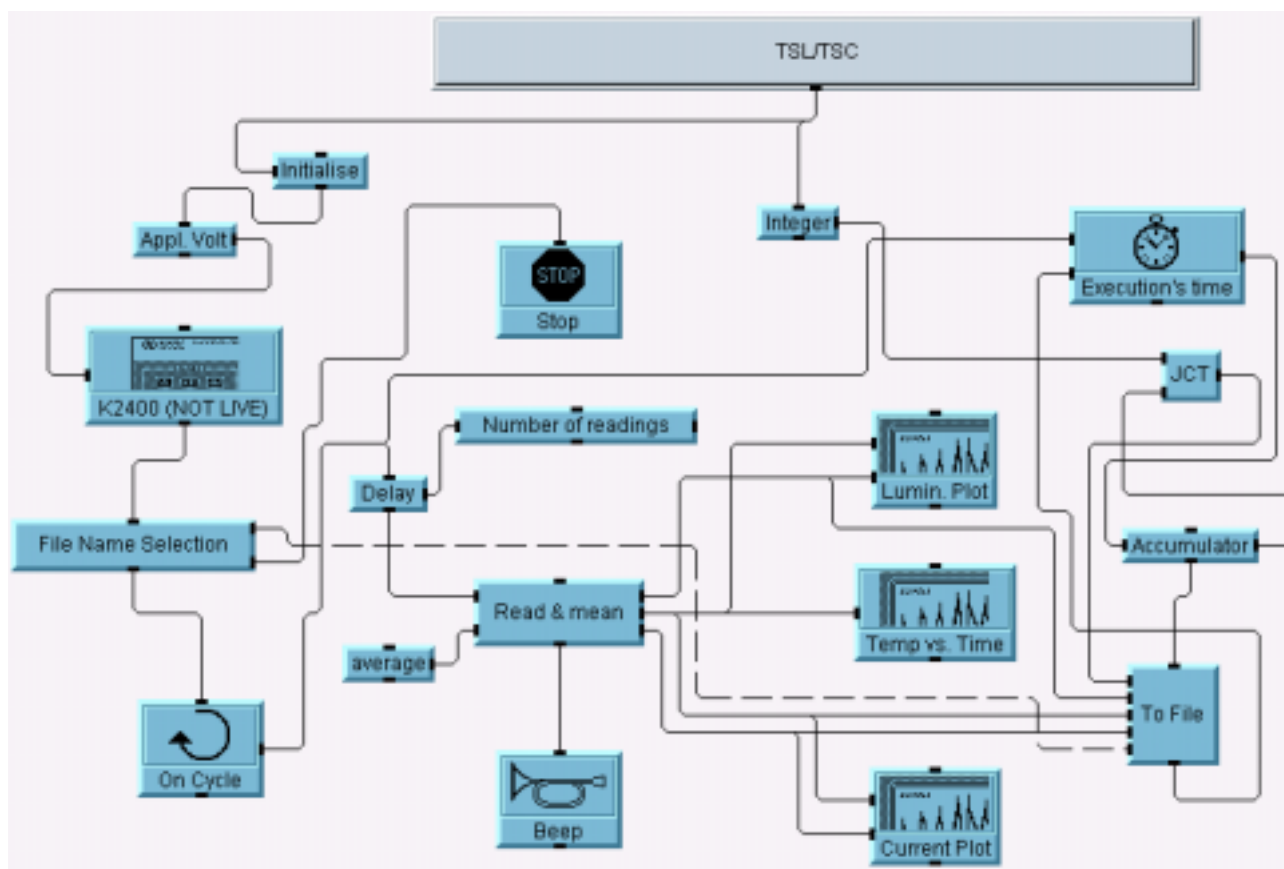 TSL/TSC
Initialise
Appl. Volt
Integer
STOP
Stop
Execution's time
K2400 (NOT LIVE)
JCT
Number of readings
Delay
Lumin. Plot
File Name Selection
Accumulator
Read & mean
Temp vs. Time
average
To File
On Cycle
Beep
Current Plot